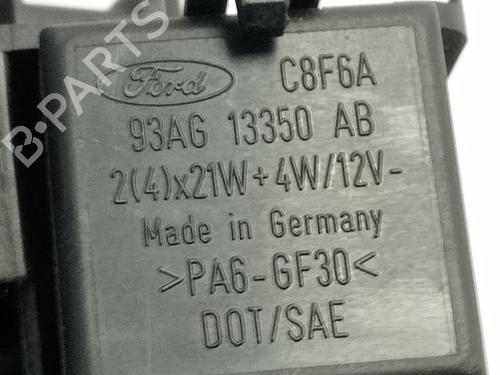 Ford C8F6A
93AG 13350 AB
2(4)x21W+4W/12V-
Made in Germany
>PA6-GF30<
DOT/SAE
B-PARTS